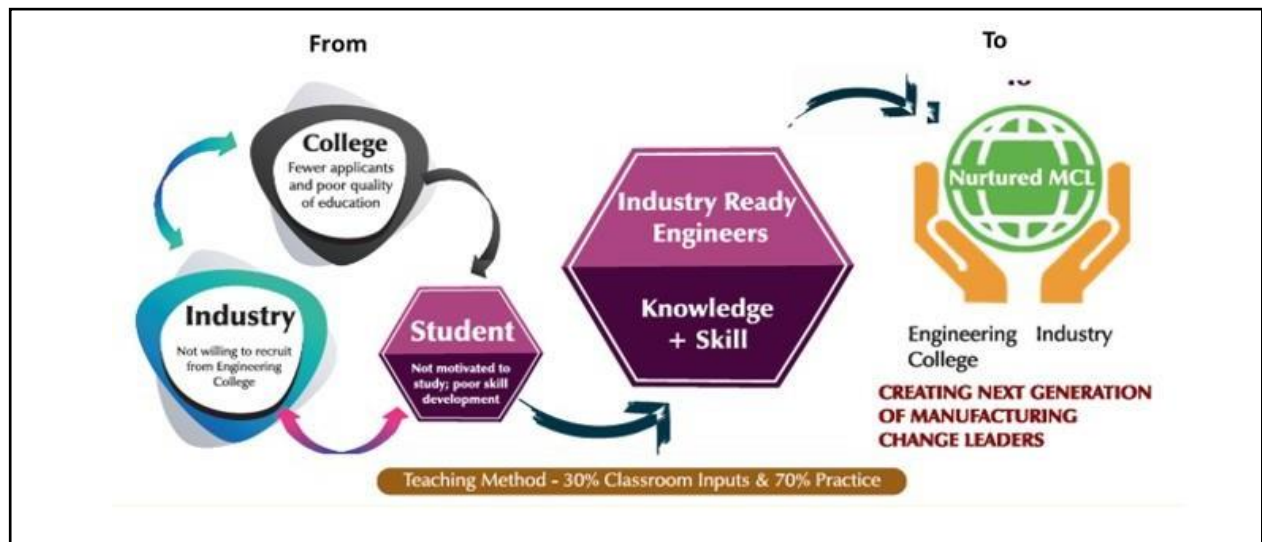 From
To
College
Fewer applicants
and poor quality
of education
Industry
Not willing to recruit
from Engineering
College
Student
Not motivated to
study; poor skill
development
Industry Ready
Engineers
Knowledge
+ Skill
Nurtured MCL
Engineering
College
Industry
CREATING NEXT GENERATION
OF MANUFACTURING
CHANGE LEADERS
Teaching Method - 30% Classroom Inputs & 70% Practice